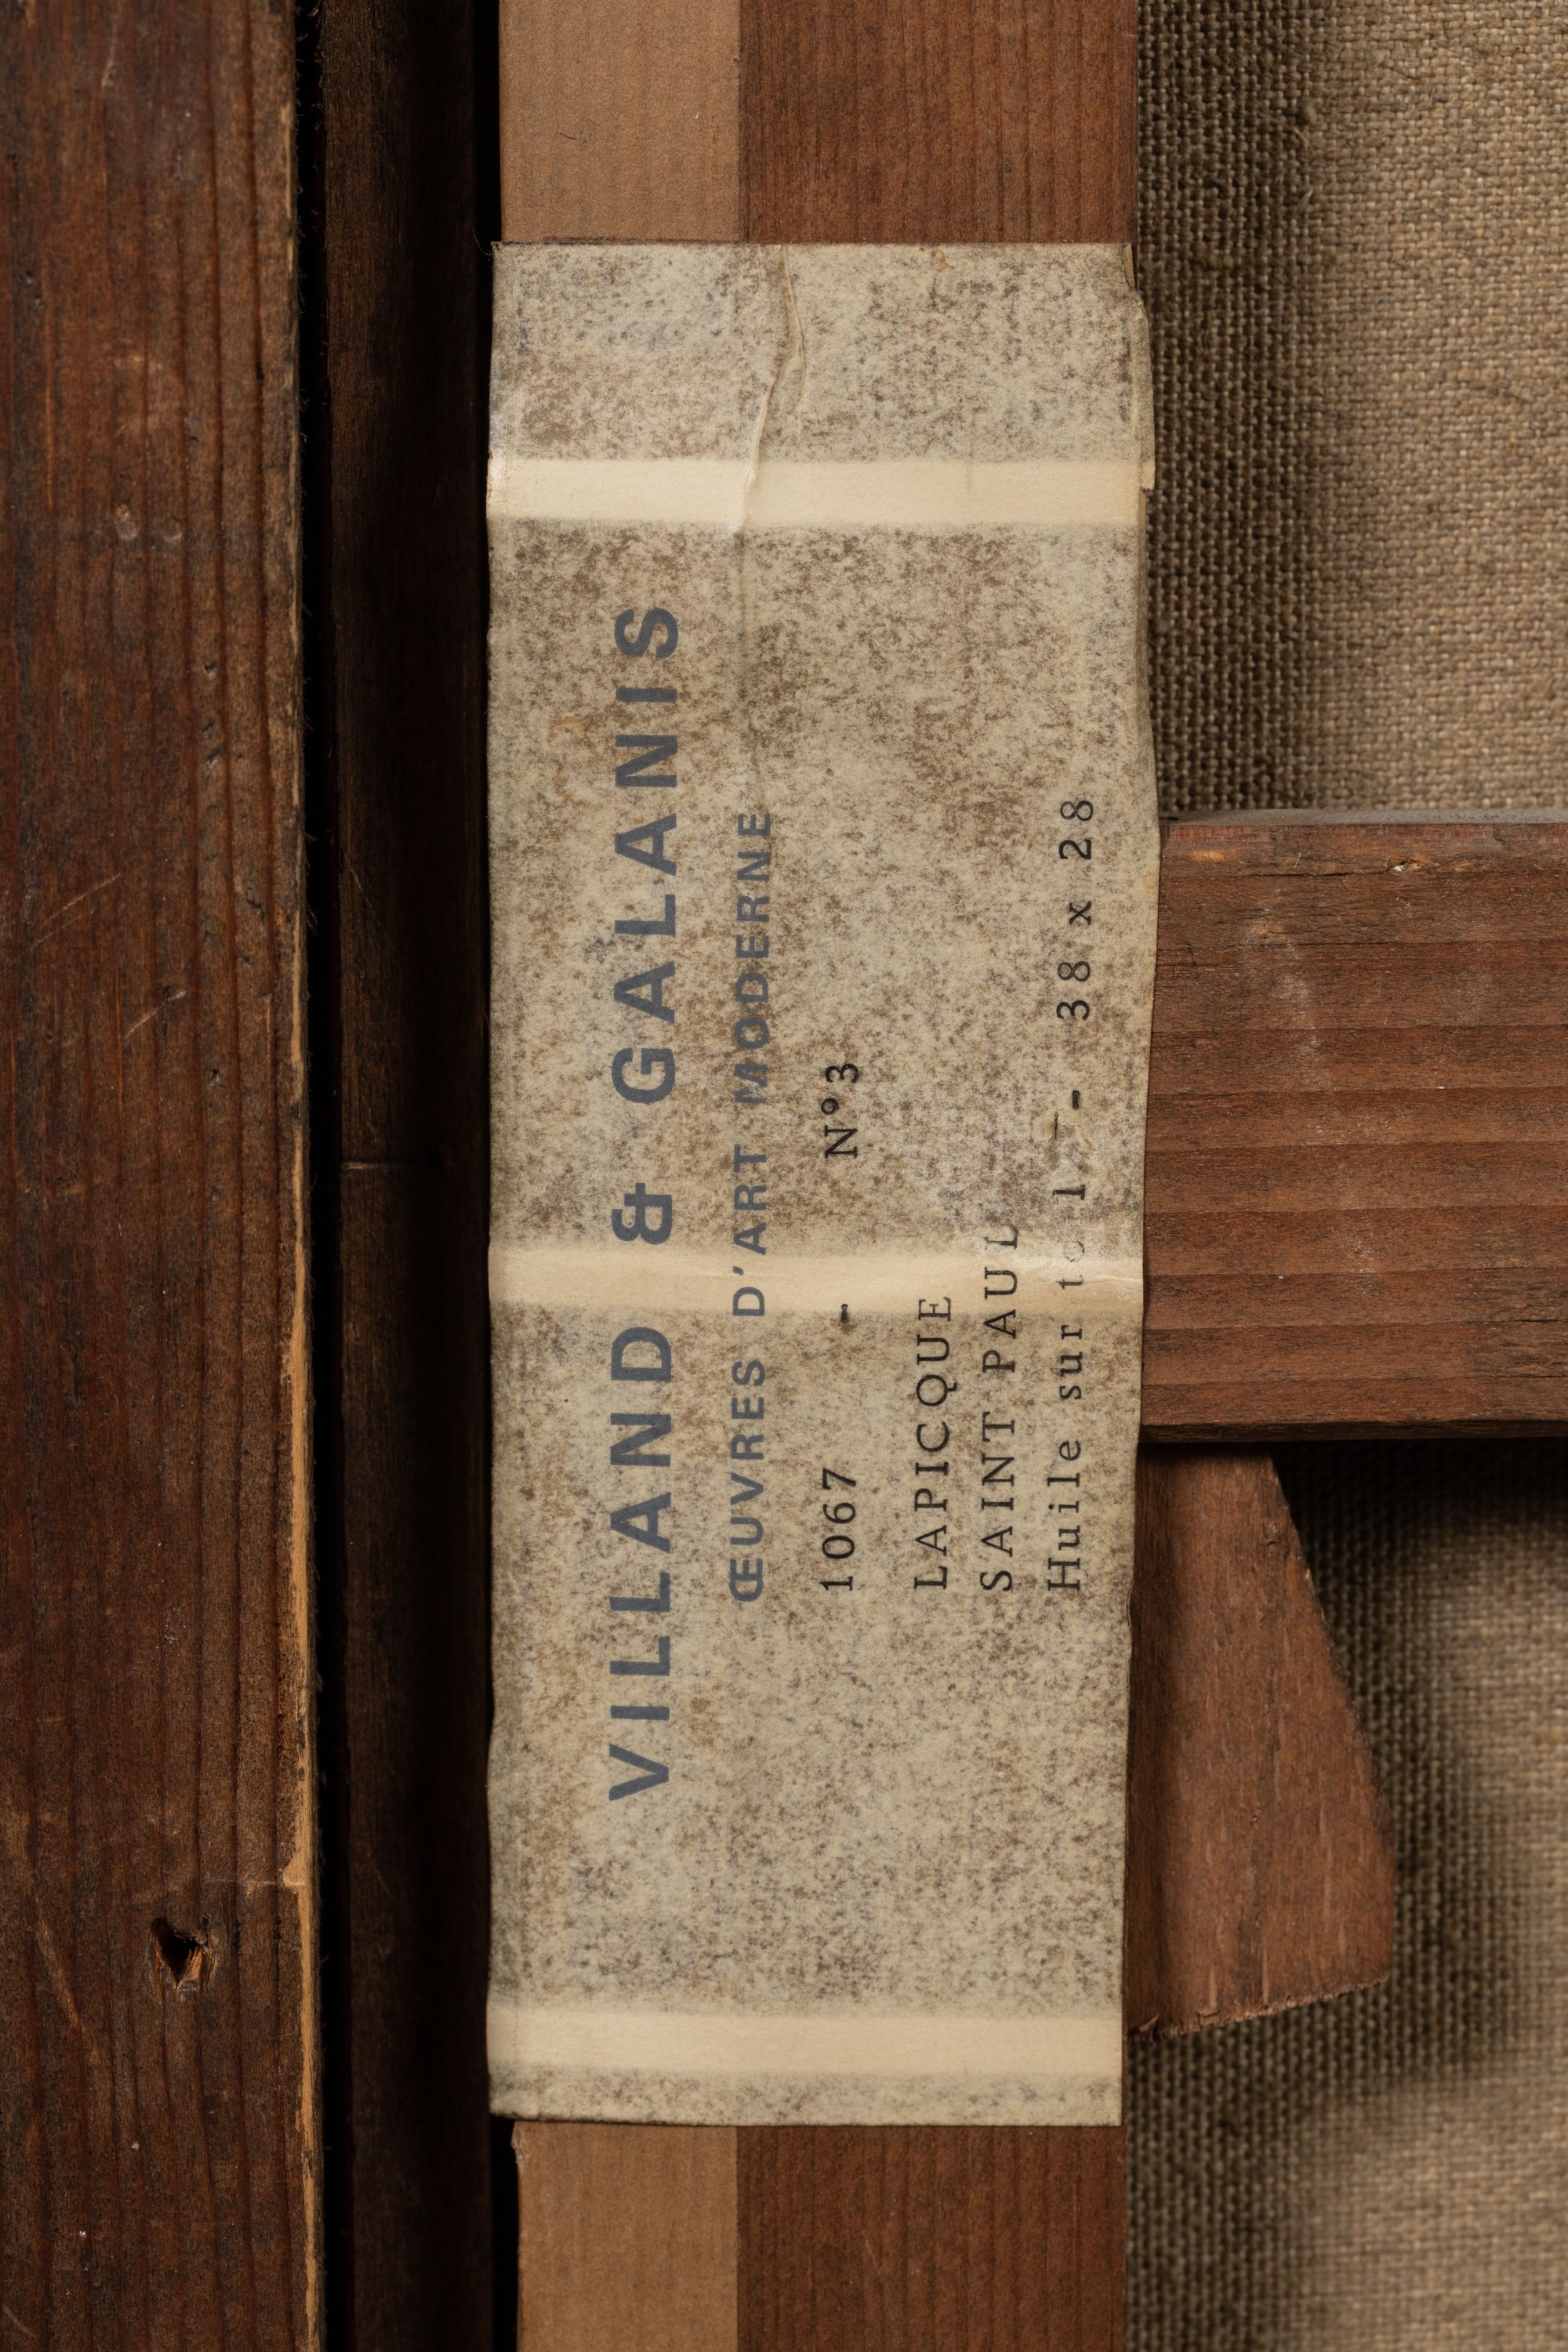 VILLAND & GALANIS
ŒUVRES D'ART MODERNE
1067 - N°3
LAPICQUE
SAINT PAUL
Huile sur - 38 x 28